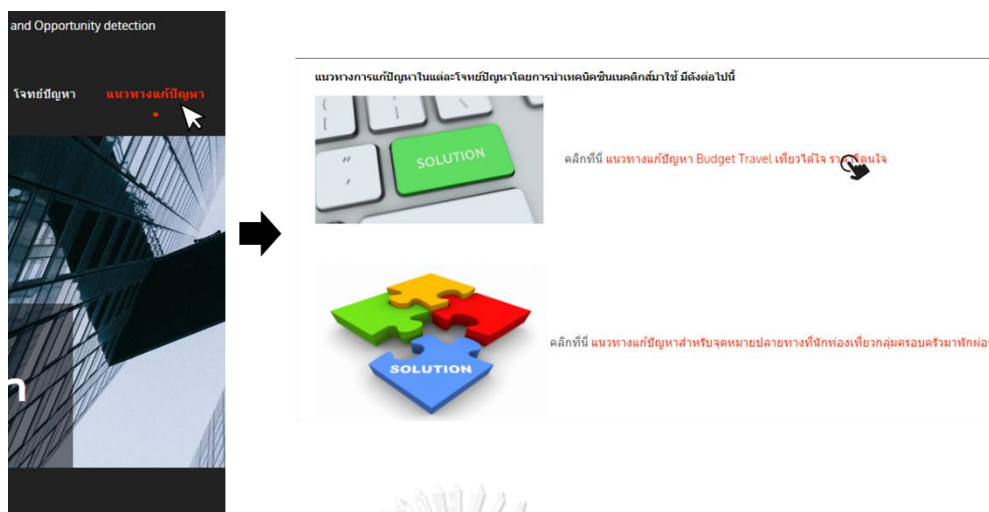 and Opportunity detection
โจทย์ปัญหา แนวทางแก้ปัญหา
แนวทางการแก้ปัญหาในแต่ละโจทย์ปัญหาโดยการนำเทคนิคซินเนคติกส์มาใช้ มีดังต่อไปนี้
SOLUTION
คลิกที่นี่ แนวทางแก้ปัญหา Budget Travel เที่ยวได้ใจ
SOLUTION
คลิกที่นี่ แนวทางแก้ปัญหาสำหรับจุดหมายปลายทางที่นักท่องเที่ยวกลุ่มครอบครัวมาพักผ่อ